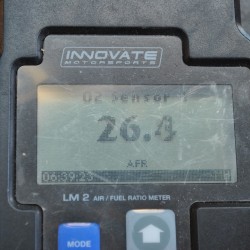 INNOVATE
MOTORSPORTS
O2 Sensor
26.4
AFR
06:39:23
LM 2 AIR / FUEL RATIO METER
MODE